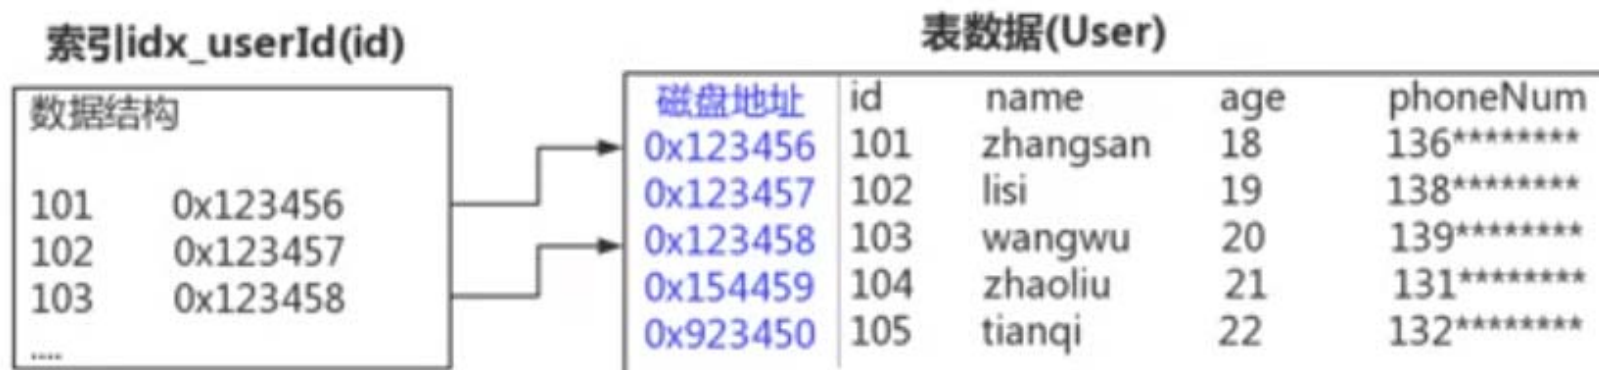 索引idx_userId(id)
数据结构
101 0x123456
102 0x123457
103 0x123458
....
表数据(User)
磁盘地址 id name age phoneNum
0x123456 101 zhangsan 18 136********
0x123457 102 lisi 19 138********
0x123458 103 wangwu 20 139********
0x154459 104 zhaoliu 21 131********
0x923450 105 tianqi 22 132********